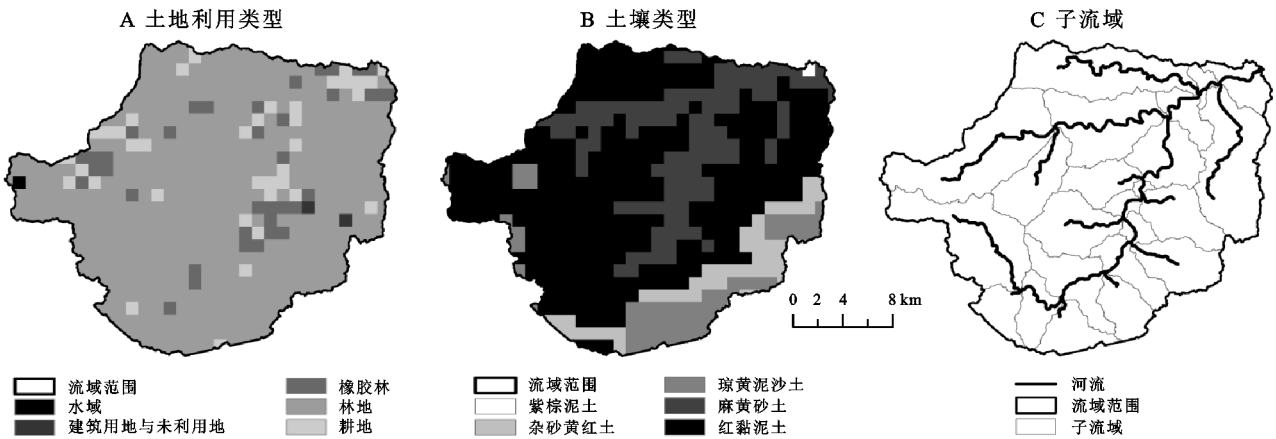 A 土地利用类型
B 土壤类型
C 子流域
0 2 4 8 km
流域范围
水域
建筑用地与未利用地
橡胶林
林地
耕地
流域范围
紫棕泥土
杂砂黄红土
琼黄泥沙土
麻黄砂土
红黏泥土
河流
流域范围
子流域